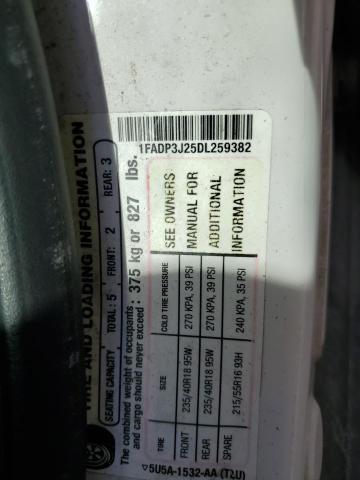 TIRE AND LOADING INFORMATION
SEATING CAPACITY TOTAL: 5 FRONT: 2 REAR: 3
The combined weight of occupants
and cargo should never exceed : 375 kg or 827 lbs.
1FADP3J25DL259382
TIRE COLD TIRE PRESSURE SEE OWNERS
FRONT 235/40R18 95W 270 KPA, 39 PSI MANUAL FOR
REAR 235/40R18 95W 270 KPA, 39 PSI ADDITIONAL
SPARE 215/55R16 93H 240 KPA, 35 PSI INFORMATION
5U5A-1532-AA